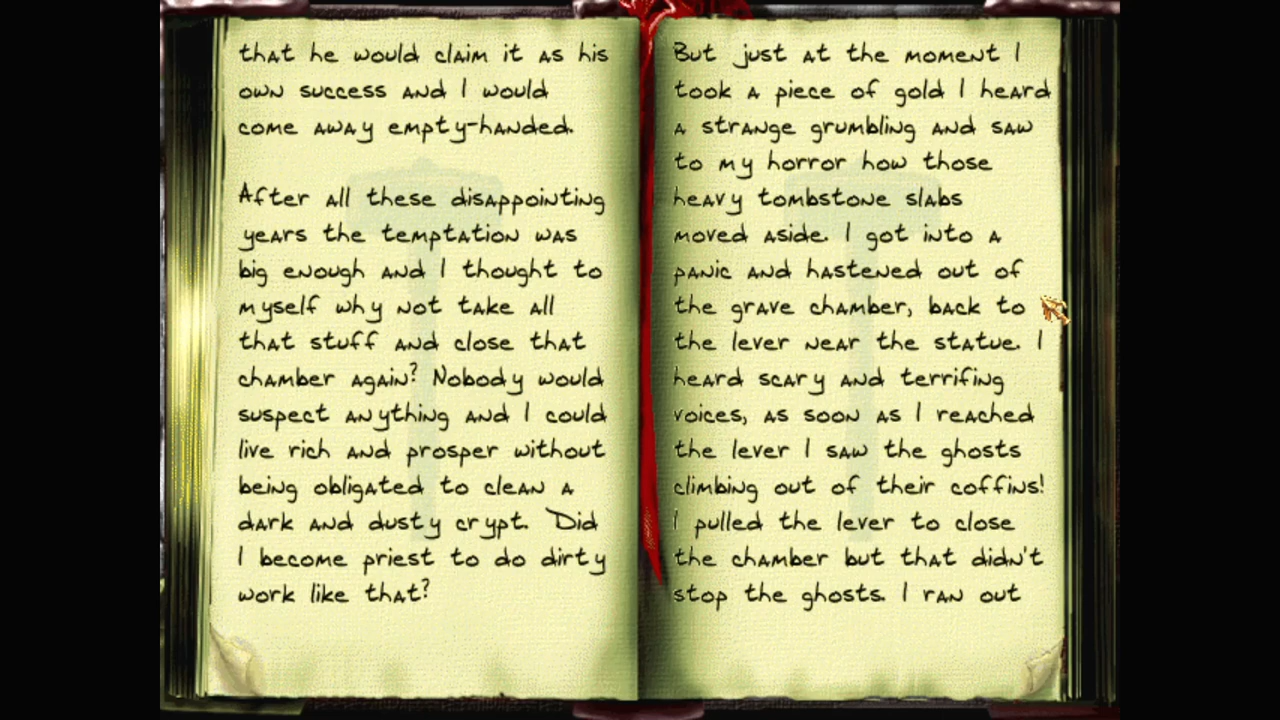 that he would claim it as his
own success and I would
come away empty-handed.
After all these disappointing
years the temptation was
big enough and I thought to
myself why not take all
that stuff and close that
chamber again? Nobody would
suspect anything and I could
live rich and prosper without
being obligated to clean a
dark and dusty crypt. Did
I become priest to do dirty
work like that?
But just at the moment I
took a piece of gold I heard
a strange grumbling and saw
to my horror how those
heavy tombstone slabs
moved aside. I got into a
panic and hastened out of
the grave chamber, back to
the lever near the statue. I
heard scary and terrifing
voices, as soon as I reached
the lever I saw the ghosts
climbing out of their coffins!
I pulled the lever to close
the chamber but that didn't
stop the ghosts. I ran out